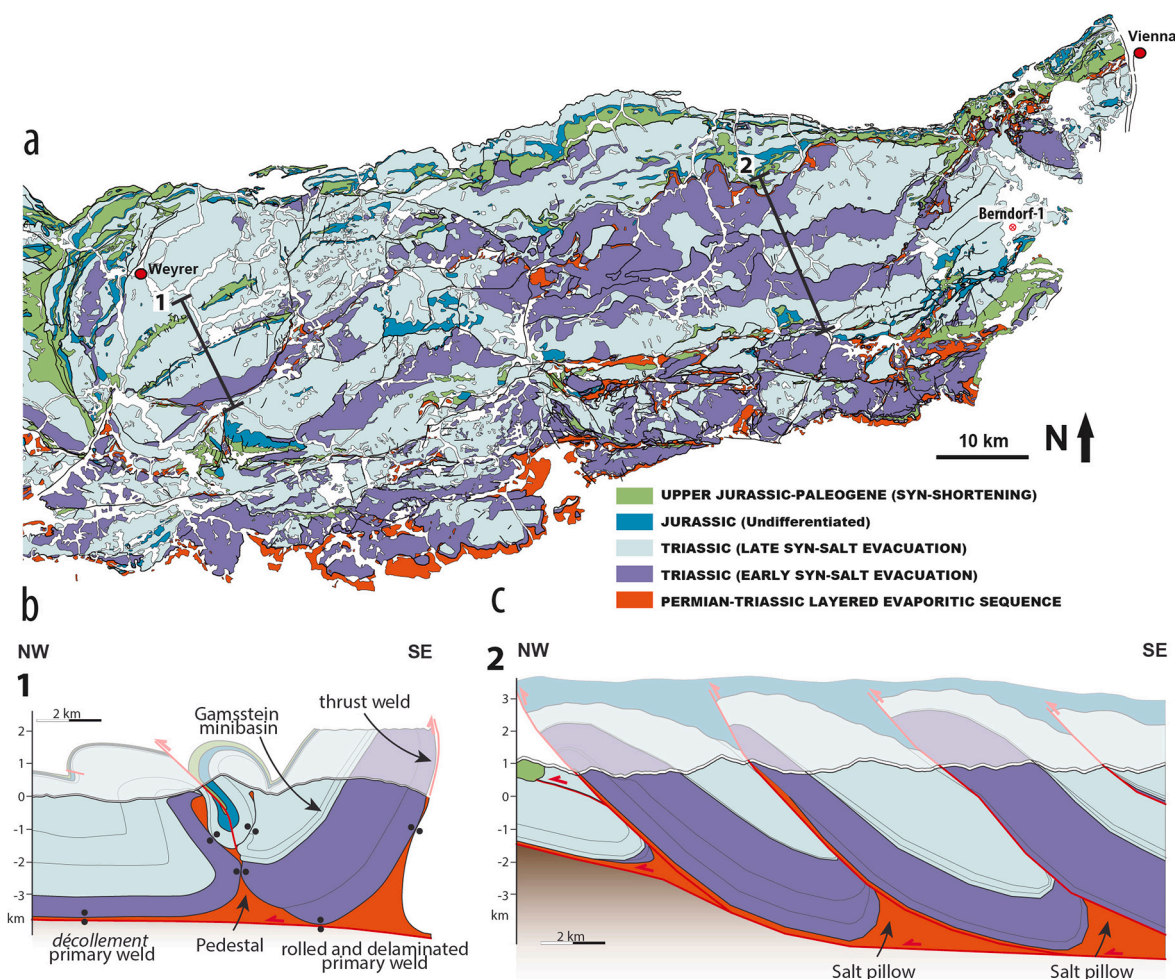 a
Vienna
2
Berndorf-1
Weyrer
1
10 km
N
UPPER JURASSIC-PALEOGENE (SYN-SHORTENING)
JURASSIC (Undifferentiated)
TRIASSIC (LATE SYN-SALT EVACUATION)
TRIASSIC (EARLY SYN-SALT EVACUATION)
PERMIAN-TRIASSIC LAYERED EVAPORITIC SEQUENCE
b
NW
SE
1
2 km
Gamsstein
minibasin
thrust weld
2
1
0
-1
-2
-3
km
décollement
primary weld
Pedestal
rolled and delaminated
primary weld
c
2
NW
SE
3
2
1
0
-1
-2
-3
km
2 km
Salt pillow
Salt pillow